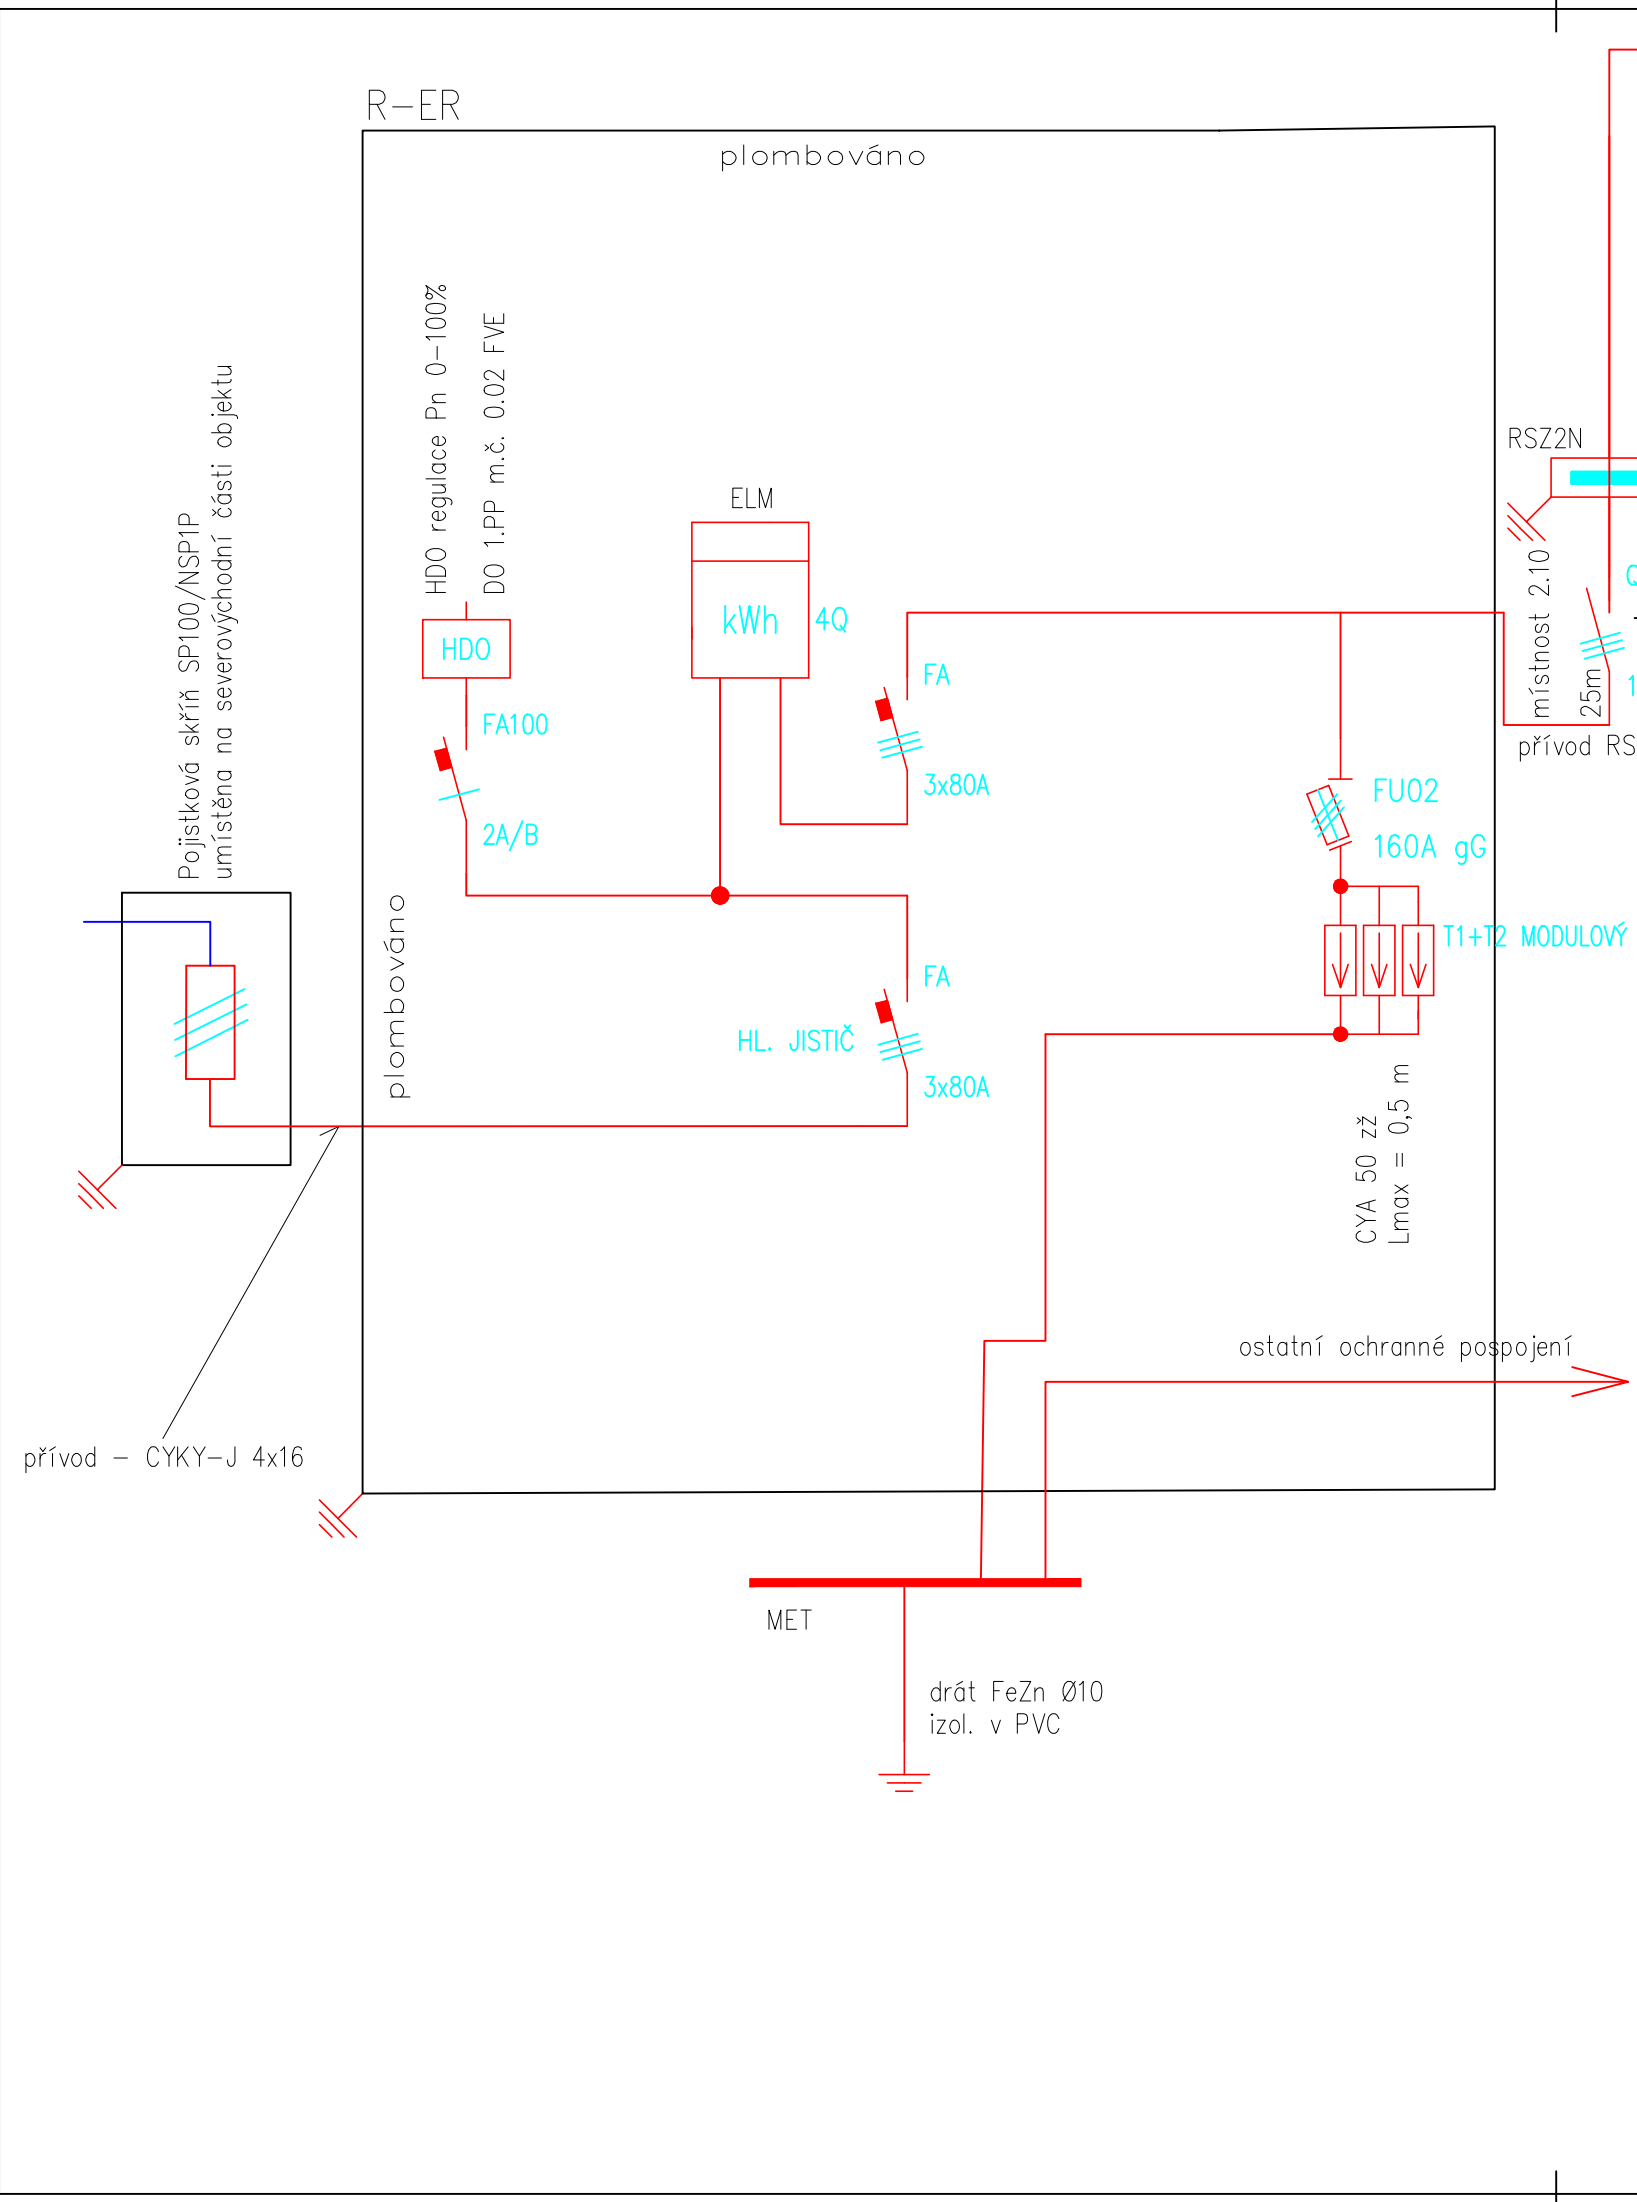 R-ER
plombováno
HDO regulace Pn 0-100%
DO 1.PP m.č. 0.02 FVE
Pojistková skříň SP100/NSP1P
umístěna na severovýchodní části objektu
RSZ2N
ELM
kWh
4Q
HDO
FA
FA100
3x80A
2A/B
místnost 2.10
25m
přívod RS
FU02
160A gG
plombováno
T1+T2 MODULOVÝ
FA
HL. JISTIČ
3x80A
CYA 50 zž
Lmax = 0,5 m
ostatní ochranné pospojení
přívod - CYKY-J 4x16
MET
drát FeZn Ø10
izol. v PVC